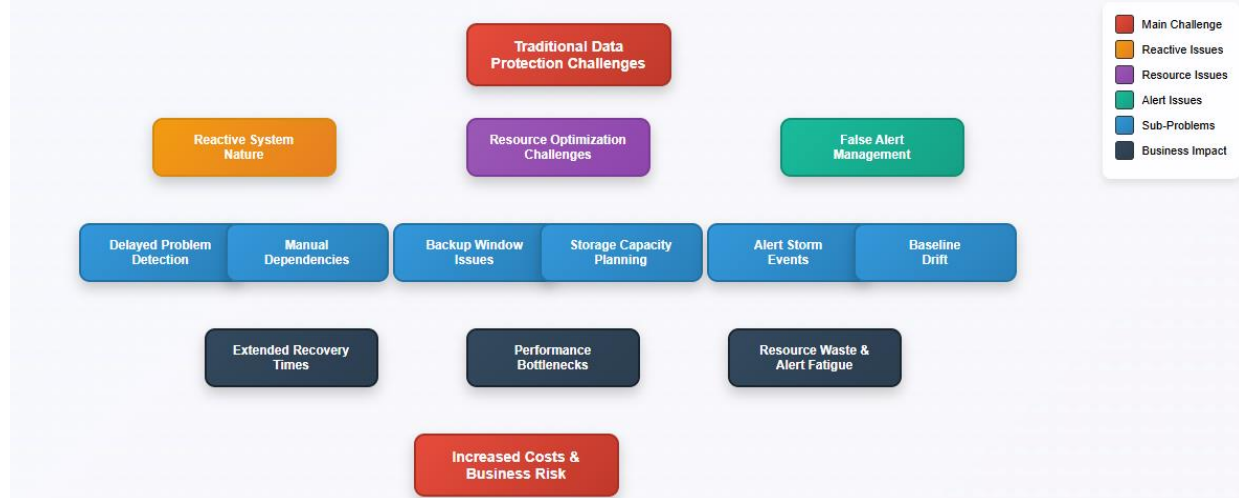 Traditional Data
Protection Challenges
Main Challenge
Reactive Issues
Resource Issues
Alert Issues
Sub-Problems
Business Impact
Reactive System
Nature
Resource Optimization
Challenges
False Alert
Management
Delayed Problem
Detection
Manual
Dependencies
Backup Window
Issues
Storage Capacity
Planning
Alert Storm
Events
Baseline
Drift
Extended Recovery
Times
Performance
Bottlenecks
Resource Waste &
Alert Fatigue
Increased Costs &
Business Risk